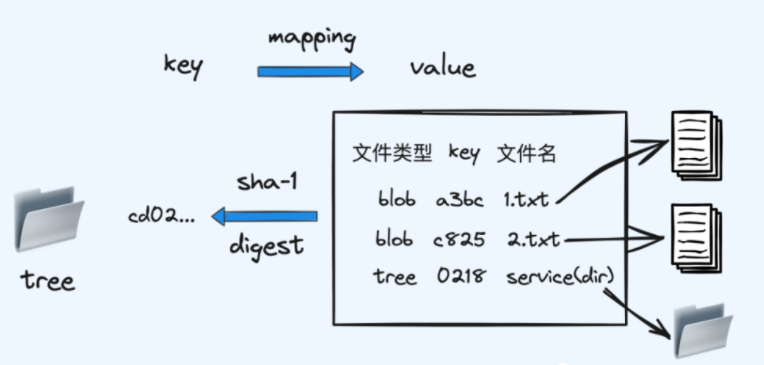 mapping
key value
文件类型 key 文件名
sha-1
blob a3bc 1.txt
cd02...
digest
blob c825 2.txt
tree
tree 0218 service(dir)